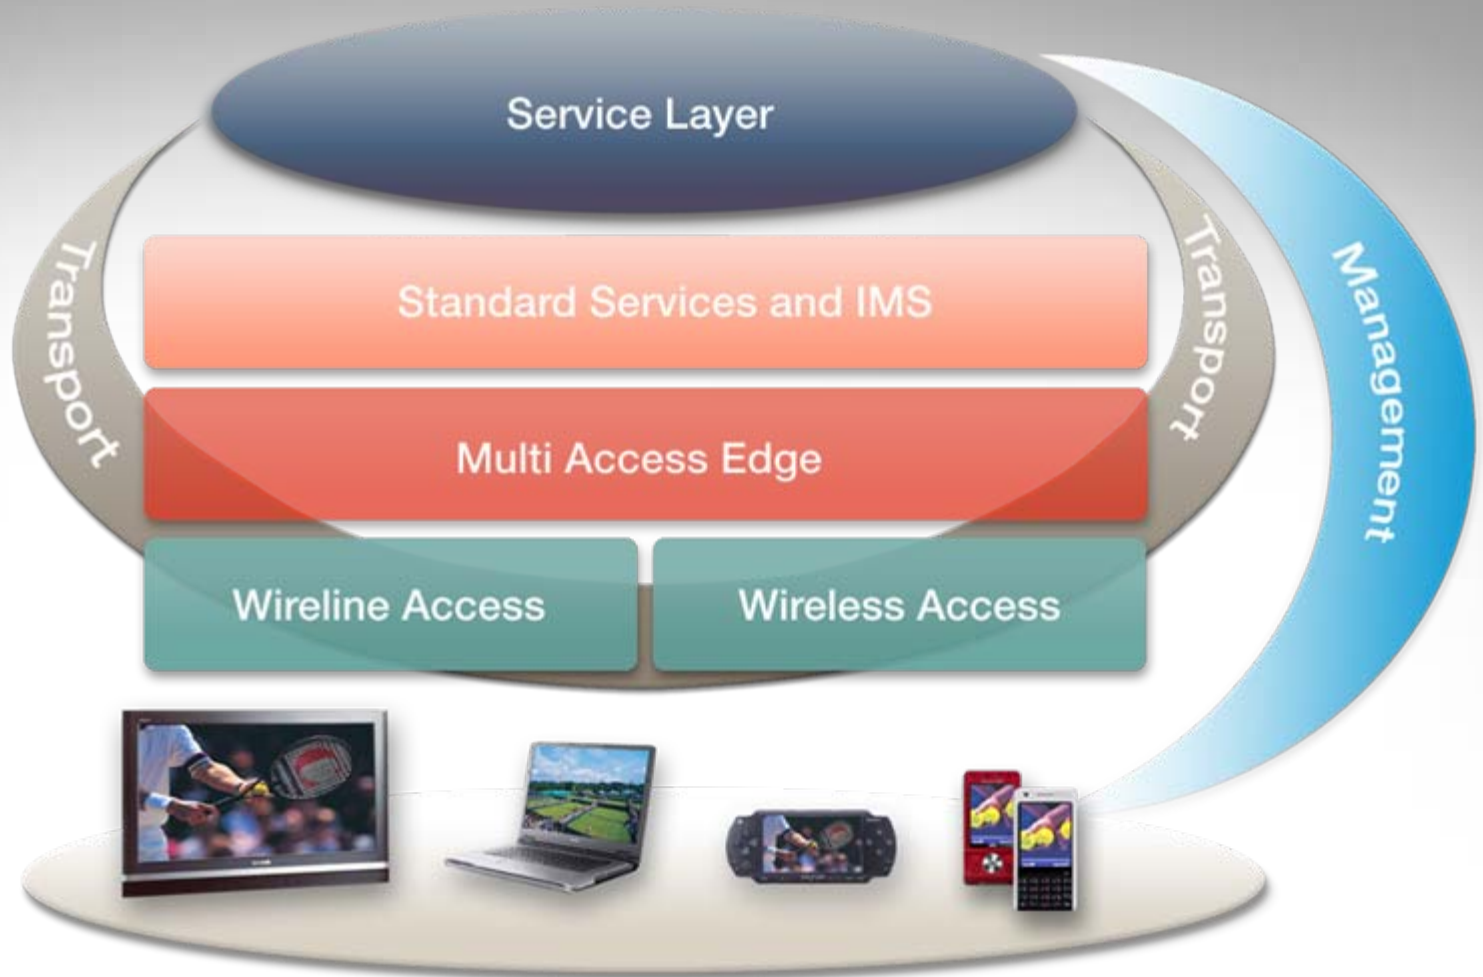 Service Layer
Transport
Standard Services and IMS
Transport
Management
Multi Access Edge
Wireline Access
Wireless Access